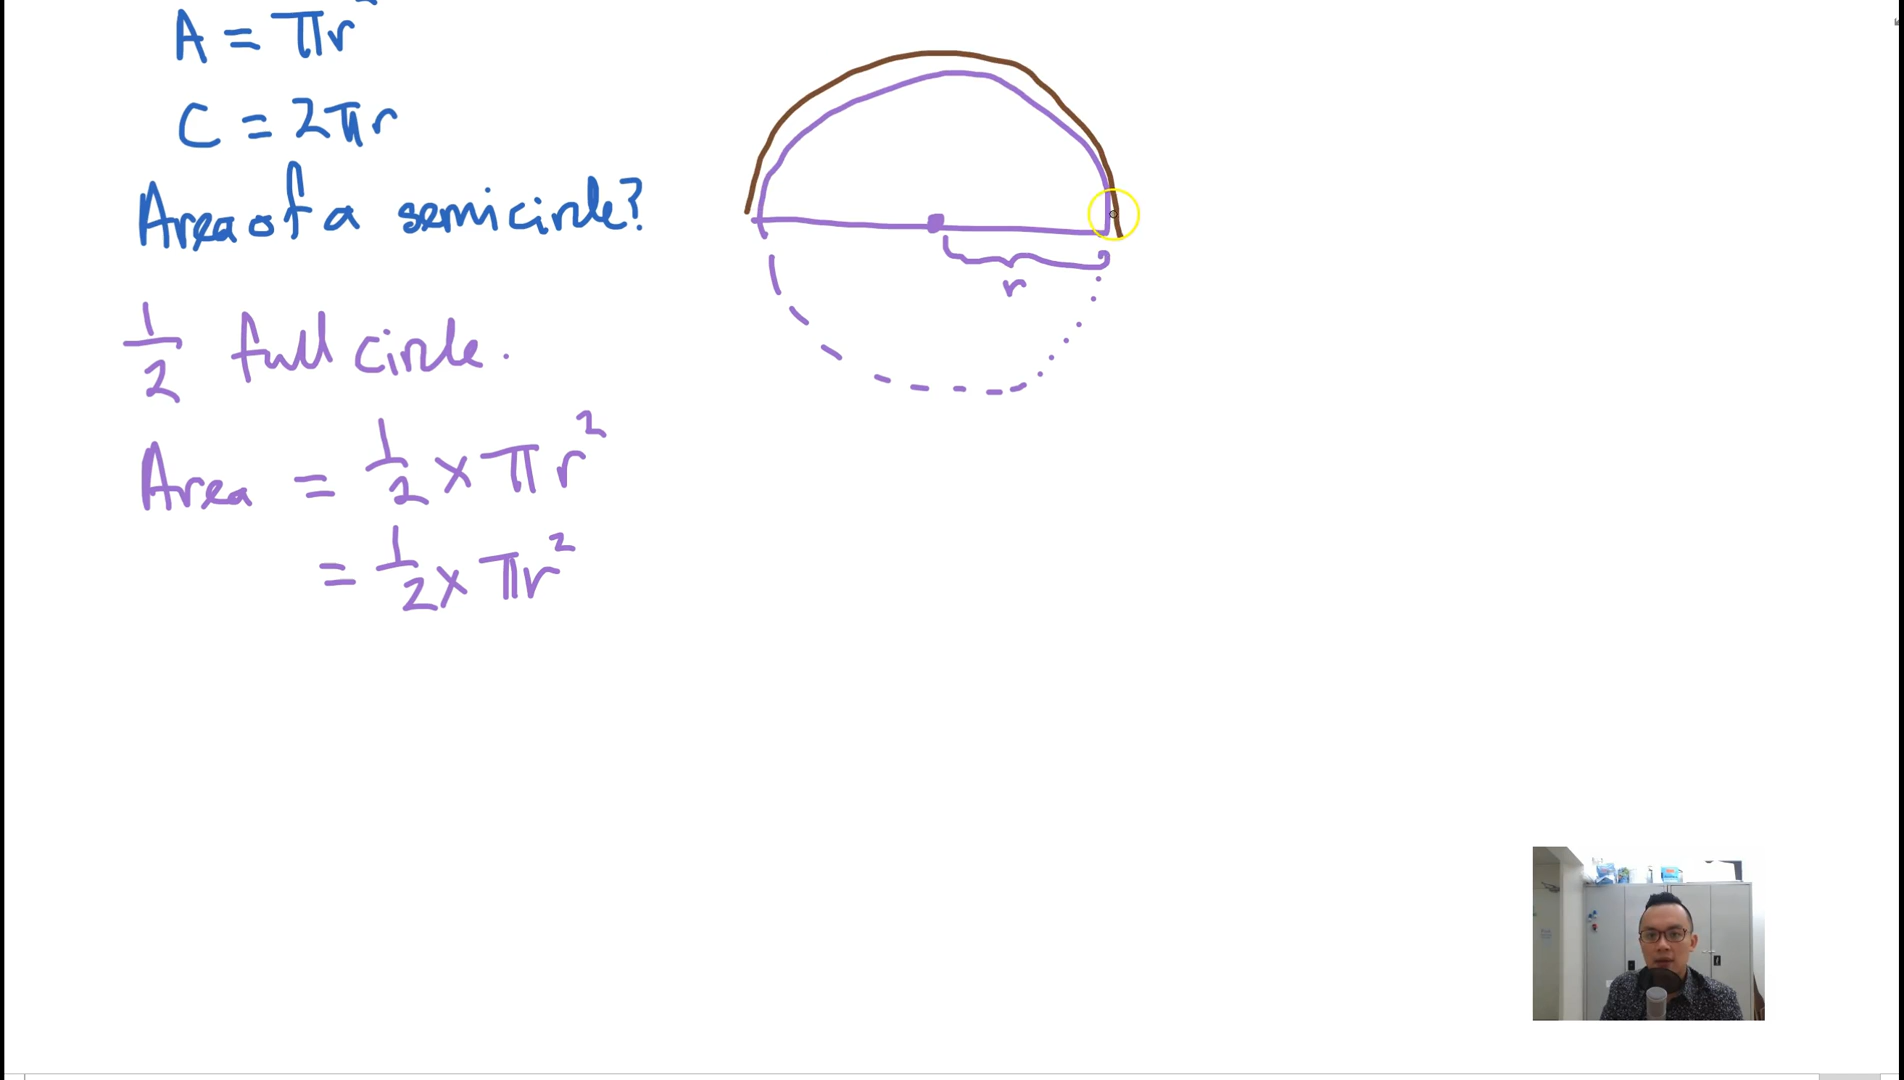 A = πr²
C = 2πr
Area of a semicircle?
1/2 full circle.
r
Area = 1/2 × πr²
= 1/2 × πr²